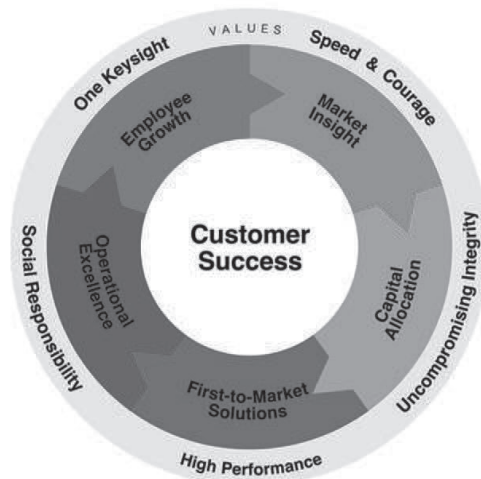 VALUES
One Keysight
Speed & Courage
Employee
Growth
Market
Insight
Customer
Success
Social Responsibility
Operational
Excellence
Capital
Allocation
Uncompromising Integrity
First-to-Market
Solutions
High Performance